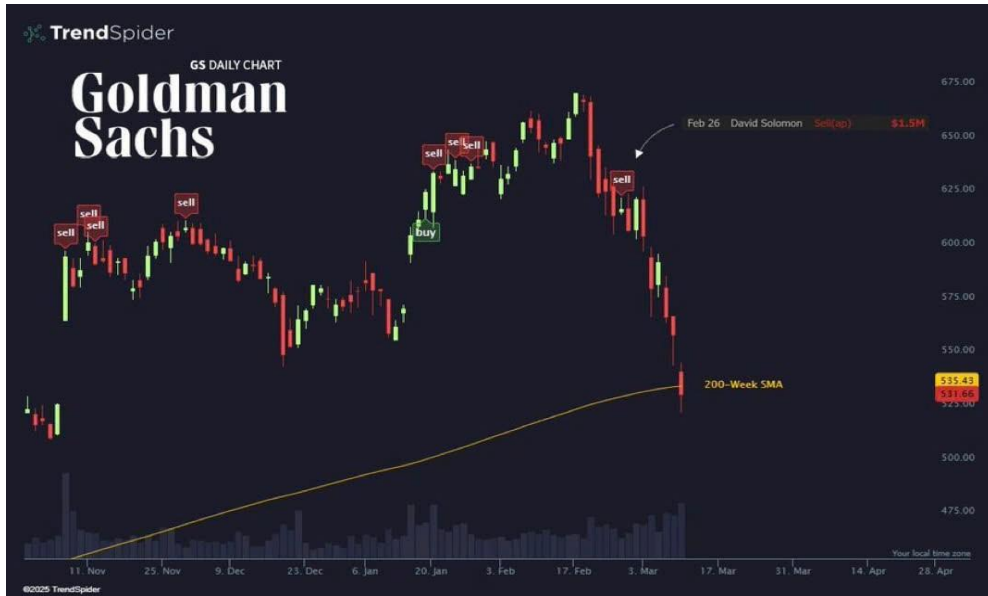 TrendSpider
GS DAILY CHART
Goldman
Sachs
675.00
Feb 26 David Solomon Sell(ap) $1.5M
650.00
sell
sell
sell
sell
625.00
sell
sell
sell
sell
buy
600.00
575.00
550.00
200-Week SMA
535.43
531.66
525.00
500.00
475.00
Your local time zone
11. Nov 25. Nov 9. Dec 23. Dec 6. Jan 20. Jan 3. Feb 17. Feb 3. Mar 17. Mar 31. Mar 14. Apr 28. Apr
©2025 TrendSpider